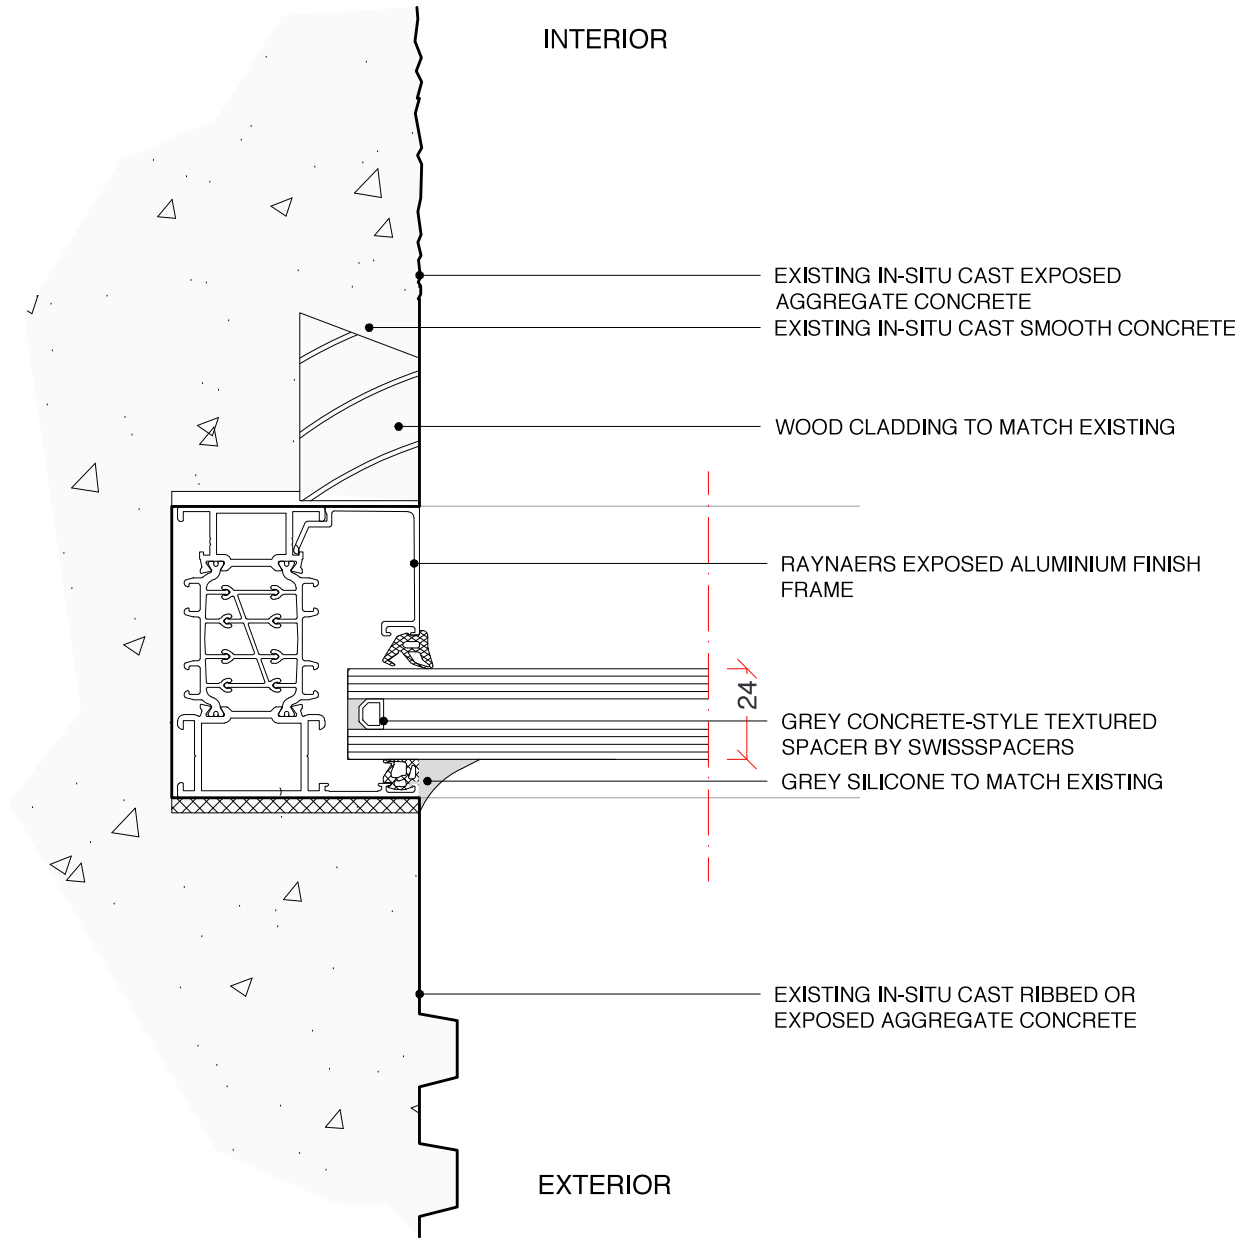 INTERIOR
EXISTING IN-SITU CAST EXPOSED
AGGREGATE CONCRETE
EXISTING IN-SITU CAST SMOOTH CONCRETE
WOOD CLADDING TO MATCH EXISTING
RAYNAERS EXPOSED ALUMINIUM FINISH
FRAME
24
GREY CONCRETE-STYLE TEXTURED
SPACER BY SWISSSPACERS
GREY SILICONE TO MATCH EXISTING
EXISTING IN-SITU CAST RIBBED OR
EXPOSED AGGREGATE CONCRETE
EXTERIOR